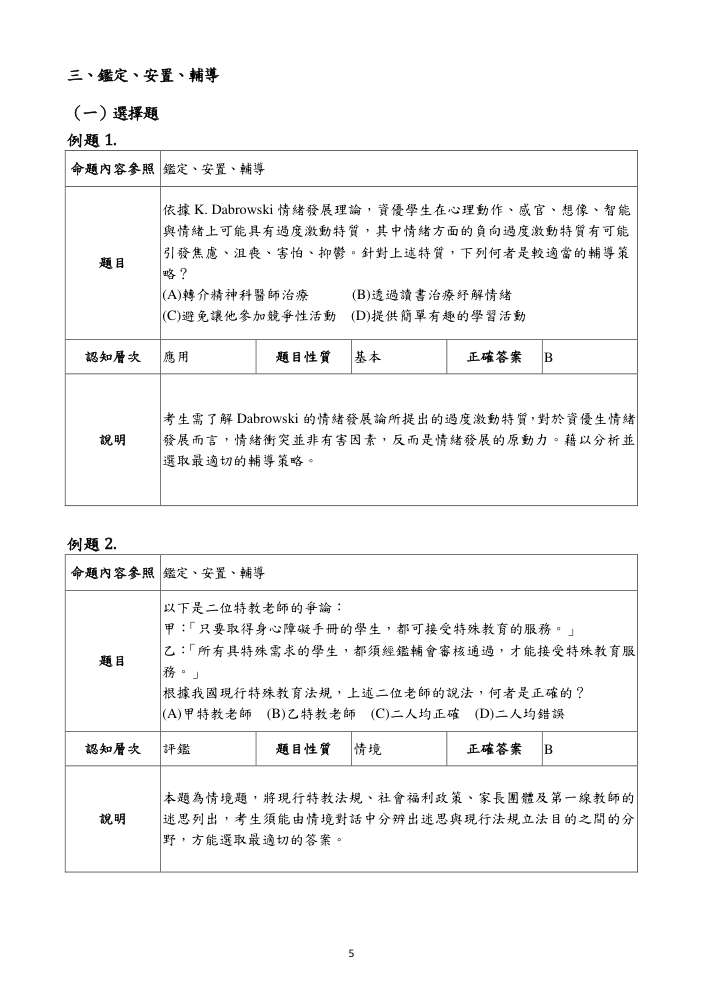 三、鑑定、安置、輔導
（一）選擇題
例題 1.
命題內容參照 鑑定、安置、輔導
題目
依據 K. Dabrowski 情緒發展理論，資優學生在心理動作、感官、想像、智能
與情緒上可能具有過度激動特質，其中情緒方面的負向過度激動特質有可能
引發焦慮、沮喪、害怕、抑鬱。針對上述特質，下列何者是較適當的輔導策
略？
(A)轉介精神科醫師治療 (B)透過讀書治療紓解情緒
(C)避免讓他參加競爭性活動 (D)提供簡單有趣的學習活動
認知層次 應用 題目性質 基本 正確答案 B
說明
考生需了解 Dabrowski 的情緒發展論所提出的過度激動特質，對於資優生情緒
發展而言，情緒衝突並非有害因素，反而是情緒發展的原動力。藉以分析並
選取最適切的輔導策略。
例題 2.
命題內容參照 鑑定、安置、輔導
題目
以下是二位特教老師的爭論：
甲：「只要取得身心障礙手冊的學生，都可接受特殊教育的服務。」
乙：「所有具特殊需求的學生，都須經鑑輔會審核通過，才能接受特殊教育服
務。」
根據我國現行特殊教育法規，上述二位老師的說法，何者是正確的？
(A)甲特教老師 (B)乙特教老師 (C)二人均正確 (D)二人均錯誤
認知層次 評鑑 題目性質 情境 正確答案 B
說明
本題為情境題，將現行特教法規、社會福利政策、家長團體及第一線教師的
迷思列出，考生須能由情境對話中分辨出迷思與現行法規立法目的之間的分
野，方能選取最適切的答案。
5